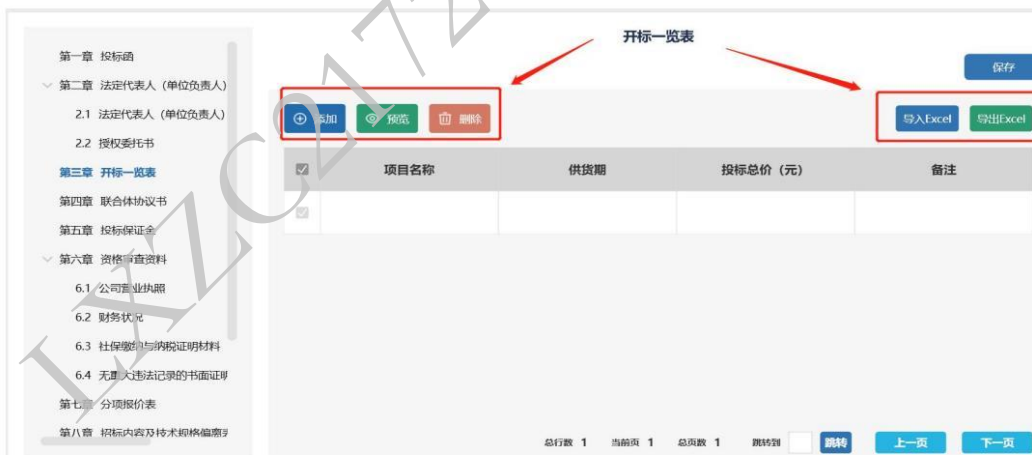 开标一览表
保存
第一章 投标函
第二章 法定代表人（单位负责人）
2.1 法定代表人（单位负责人）
2.2 授权委托书
第三章 开标一览表
第四章 联合体协议书
第五章 投标保证金
第六章 资格审查资料
6.1 公司营业执照
6.2 财务状况
6.3 社保缴纳与纳税证明材料
6.4 无重大违法记录的书面证明
第七章 分项报价表
第八章 招标内容及技术规格偏离
添加 预览 删除
导入Excel 导出Excel
项目名称 供货期 投标总价（元） 备注
总行数 1 当前页 1 总页数 1 跳转到 跳转 上一页 下一页
LXZC172